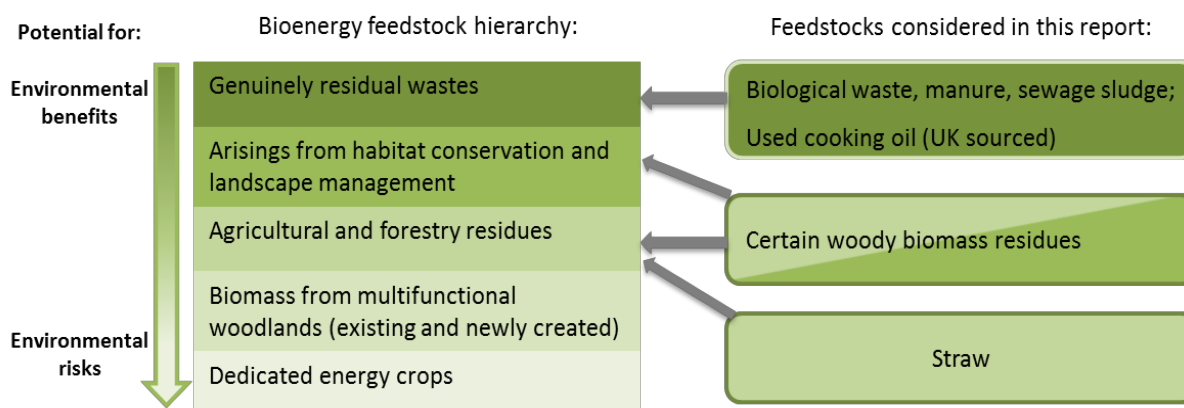 Potential for:
Bioenergy feedstock hierarchy:
Feedstocks considered in this report:
Environmental
benefits
Environmental
risks
Genuinely residual wastes
Arisings from habitat conservation and
landscape management
Agricultural and forestry residues
Biomass from multifunctional
woodlands (existing and newly created)
Dedicated energy crops
Biological waste, manure, sewage sludge;
Used cooking oil (UK sourced)
Certain woody biomass residues
Straw